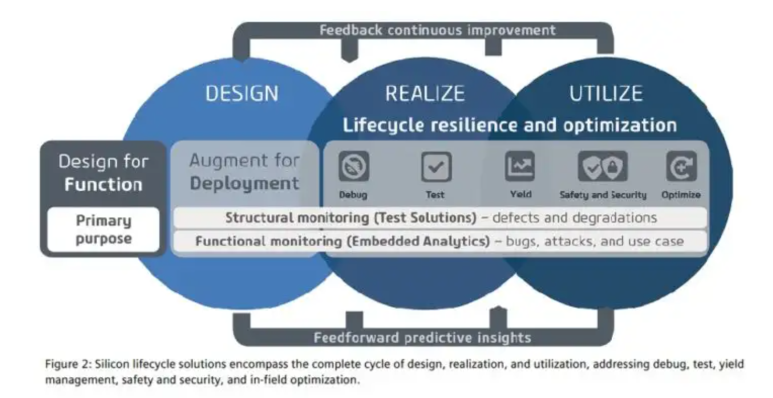 Feedback continuous improvement
DESIGN
REALIZE
UTILIZE
Lifecycle resilience and optimization
Design for
Function
Primary
purpose
Augment for
Deployment
Debug
Test
Yield
Safety and Security
Optimize
Structural monitoring (Test Solutions) – defects and degradations
Functional monitoring (Embedded Analytics) – bugs, attacks, and use case
Feedforward predictive insights
Figure 2: Silicon lifecycle solutions encompass the complete cycle of design, realization, and utilization, addressing debug, test, yield
management, safety and security, and in-field optimization.